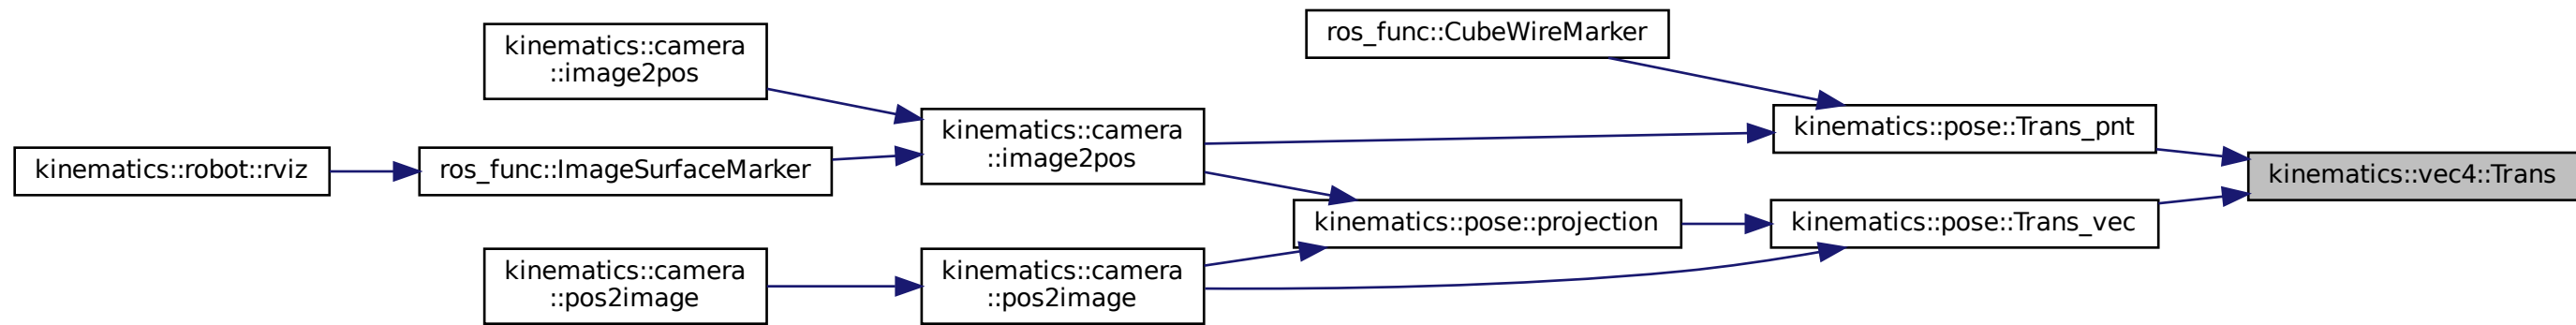 kinematics::robot::rviz
kinematics::camera
::image2pos
ros_func::ImageSurfaceMarker
kinematics::camera
::pos2image
kinematics::camera
::image2pos
kinematics::camera
::pos2image
ros_func::CubeWireMarker
kinematics::pose::projection
kinematics::pose::Trans_pnt
kinematics::pose::Trans_vec
kinematics::vec4::Trans